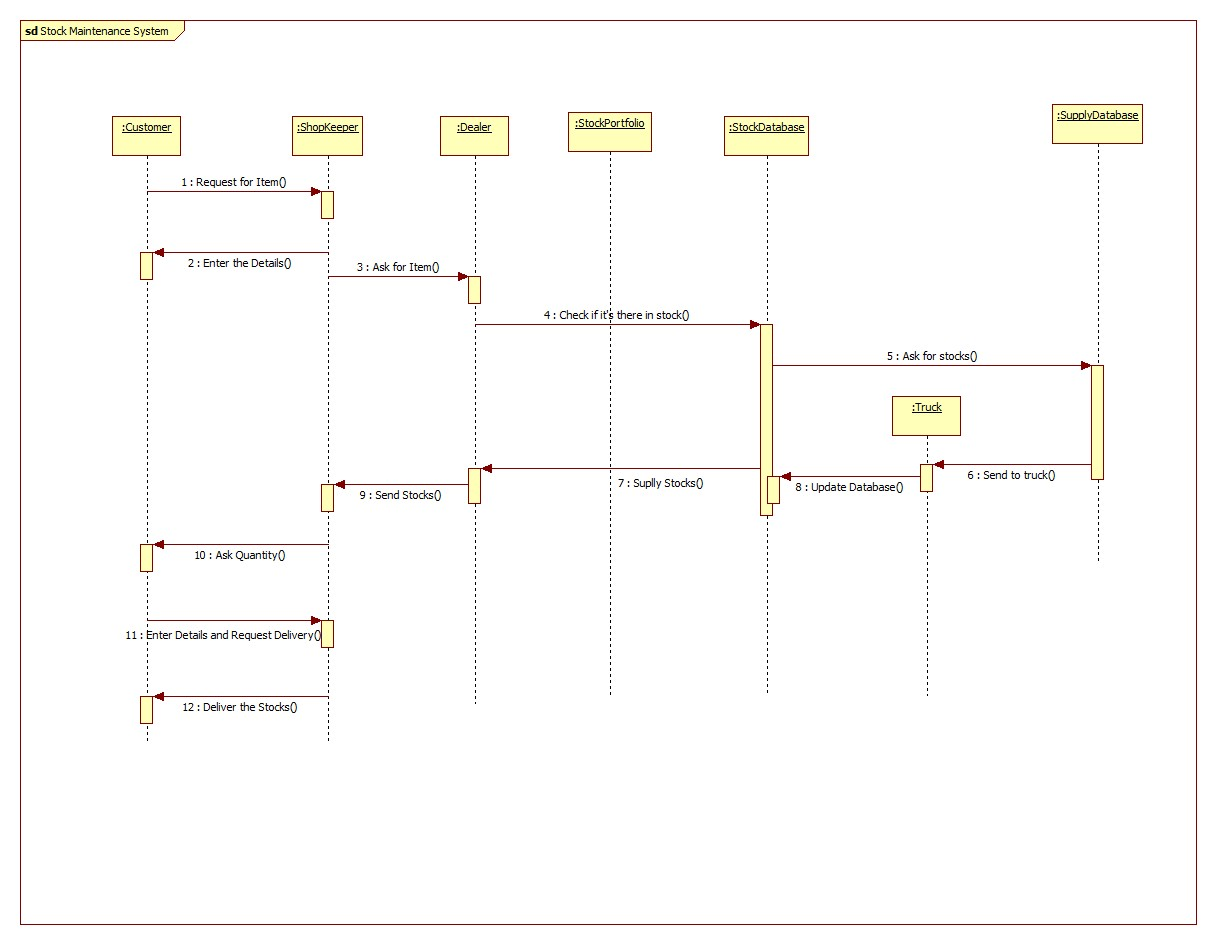 sd Stock Maintenance System
:Customer
:ShopKeeper
:Dealer
:StockPortfolio
:StockDatabase
:SupplyDatabase
1 : Request for Item()
2 : Enter the Details()
3 : Ask for Item()
4 : Check if it's there in stock()
5 : Ask for stocks()
:Truck
6 : Send to truck()
7 : Suplly Stocks()
8 : Update Database()
9 : Send Stocks()
10 : Ask Quantity()
11 : Enter Details and Request Delivery()
12 : Deliver the Stocks()